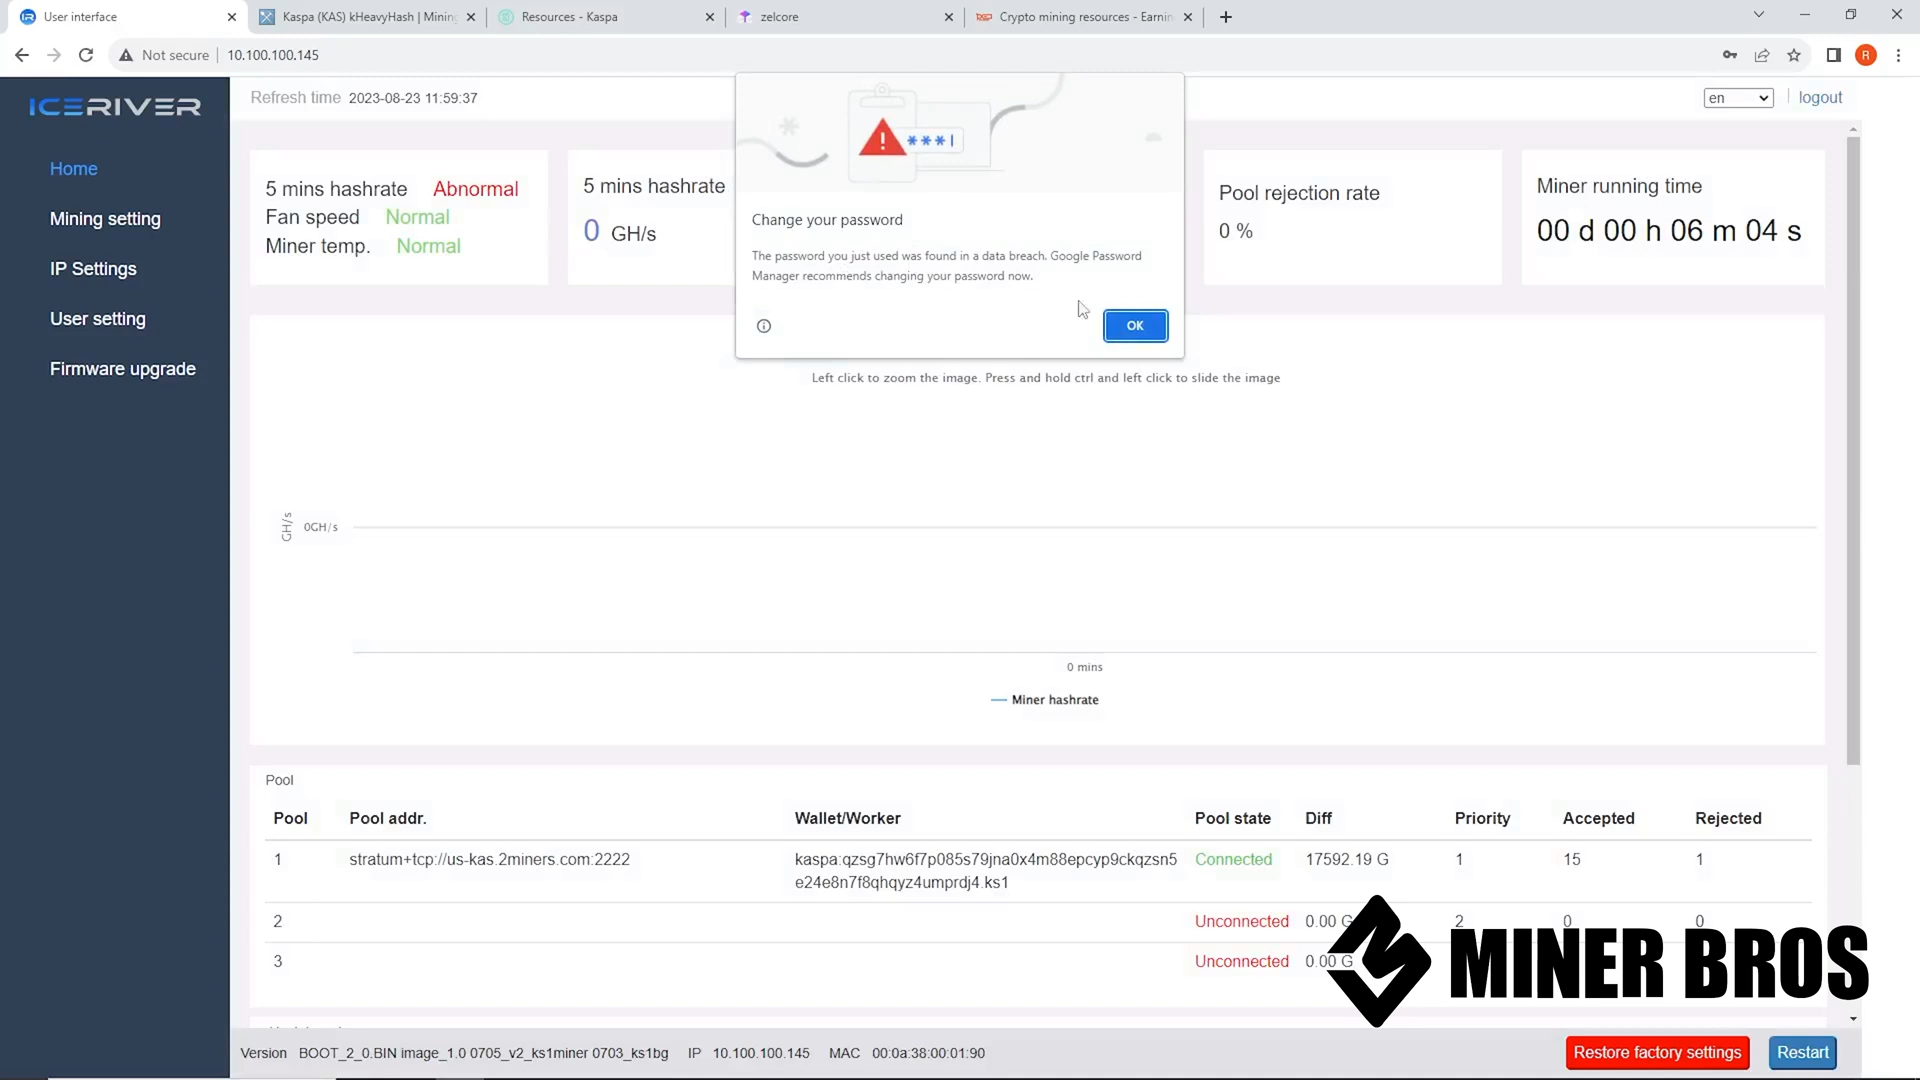 User interface
Kaspa (KAS) kHeavyHash | Mining
Resources - Kaspa
zelcore
Crypto mining resources - Earnin
Not secure
10.100.100.145
R
ICERIVER
Refresh time 2023-08-23 11:59:37
en
logout
Home
Mining setting
IP Settings
User setting
Firmware upgrade
5 mins hashrate Abnormal
Fan speed Normal
Miner temp. Normal
5 mins hashrate
0 GH/s
***|
Change your password
The password you just used was found in a data breach. Google Password
Manager recommends changing your password now.
OK
Pool rejection rate
0 %
Miner running time
00 d 00 h 06 m 04 s
Left click to zoom the image. Press and hold ctrl and left click to slide the image
GH/s
0GH/s
0 mins
Miner hashrate
Pool
Pool Pool addr. Wallet/Worker Pool state Diff Priority Accepted Rejected
1 stratum+tcp://us-kas.2miners.com:2222 kaspa:qzsg7hw6f7p085s79jna0x4m88epcyp9ckqzsn5 Connected 17592.19 G 1 15 1
e24e8n7f8qhqyz4umprdj4.ks1
2 Unconnected 0.00 G 2 0 0
3 Unconnected 0.00 G
MINER BROS
Version BOOT_2_0.BIN image_1.0 0705_v2_ks1miner 0703_ks1bg IP 10.100.100.145 MAC 00:0a:38:00:01:90
Restore factory settings
Restart